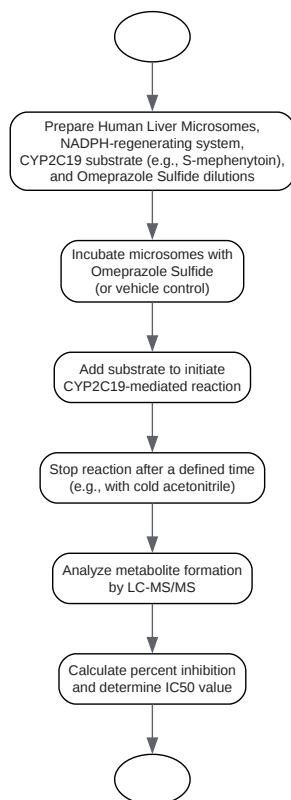 Prepare Human Liver Microsomes,
NADPH-regenerating system,
CYP2C19 substrate (e.g., S-mephenytoin),
and Omeprazole Sulfide dilutions
Incubate microsomes with
Omeprazole Sulfide
(or vehicle control)
Add substrate to initiate
CYP2C19-mediated reaction
Stop reaction after a defined time
(e.g., with cold acetonitrile)
Analyze metabolite formation
by LC-MS/MS
Calculate percent inhibition
and determine IC50 value